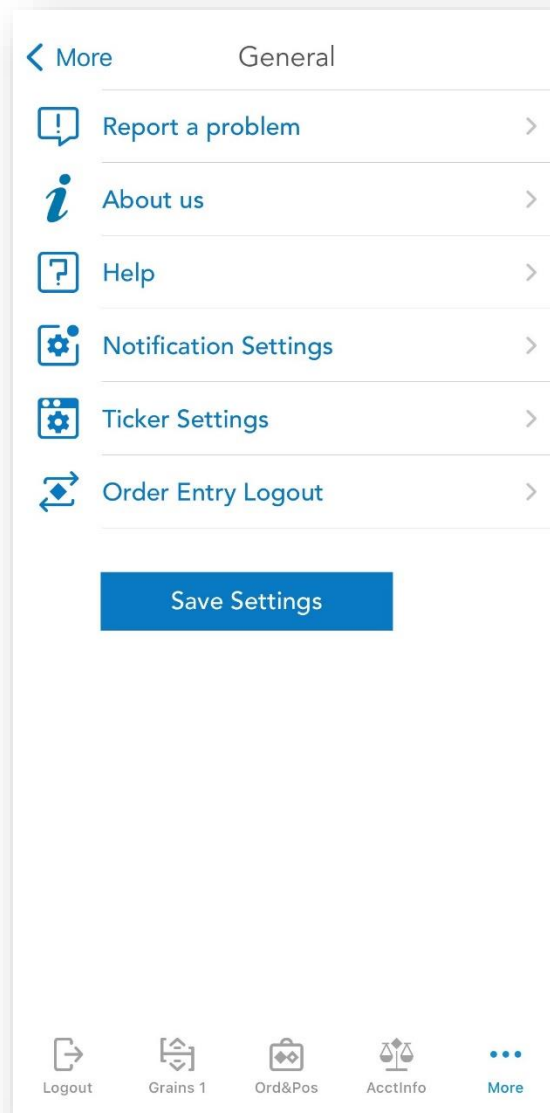 More General
Report a problem
About us
Help
Notification Settings
Ticker Settings
Order Entry Logout
Save Settings
Logout Grains 1 Ord&Pos AcctInfo More